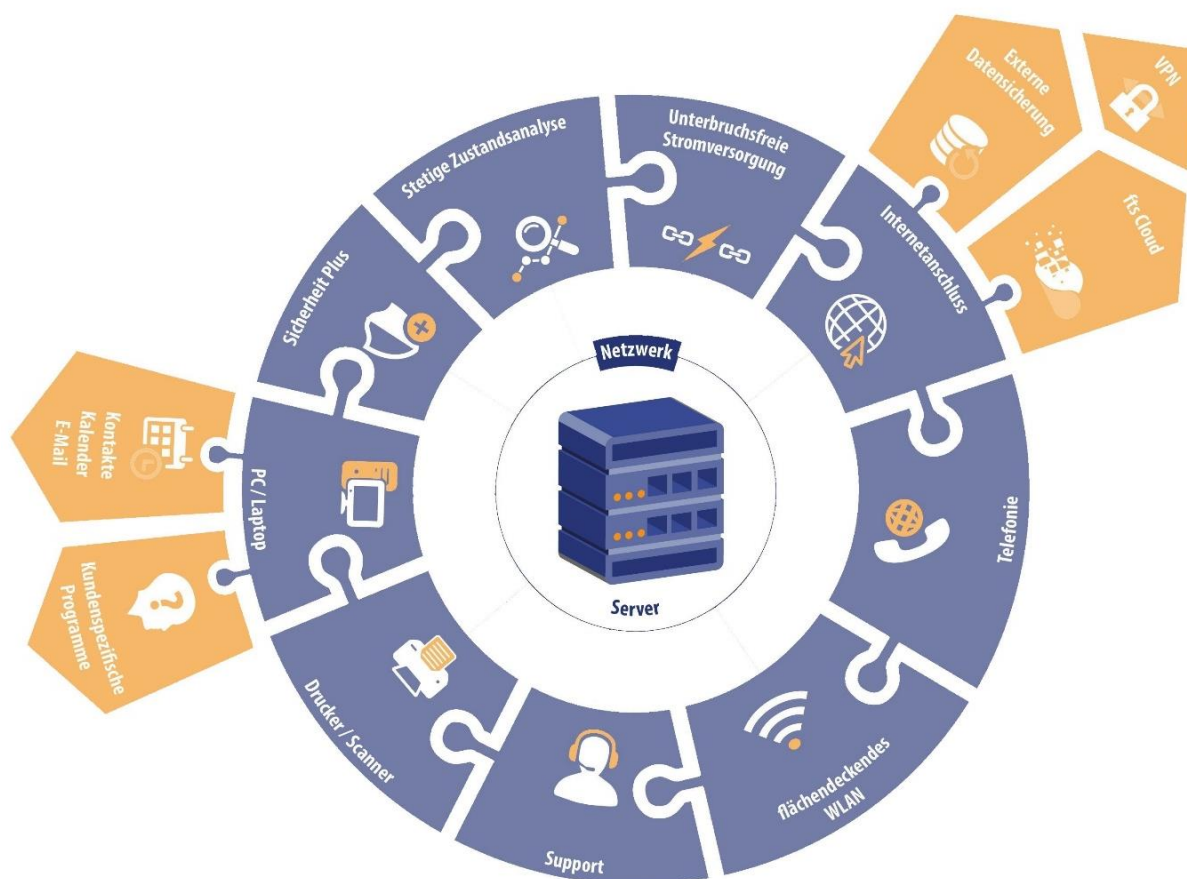 Stetige Zustandsanalyse
Unterbruchsfreie
Stromversorgung
Externe
Datensicherung
VPN
fts Cloud
Internetanschluss
Telefonie
flächendeckendes
WLAN
Support
Drucker / Scanner
PC / Laptop
Kontakte
Kalender
E-Mail
Kundenspezifische
Programme
Sicherheit Plus
Netzwerk
Server